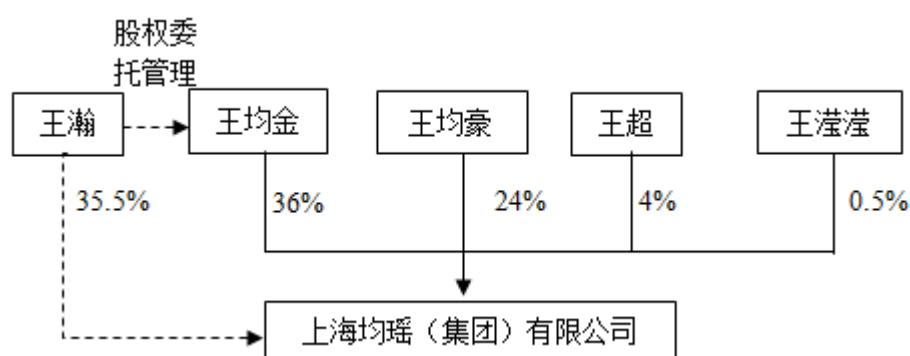 股权委
托管理
王瀚
王均金
王均豪
王超
王滢滢
35.5%
36%
24%
4%
0.5%
上海均瑶（集团）有限公司